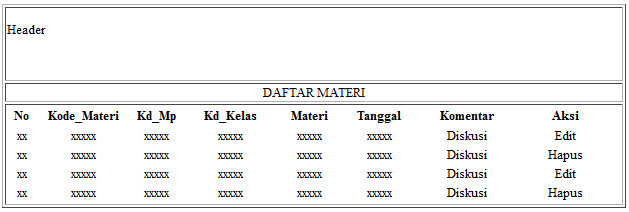 Header
DAFTAR MATERI
No Kode_Materi Kd_Mp Kd_Kelas Materi Tanggal Komentar Aksi
xx xxxxx xxxxx xxxxx xxxxx xxxxx Diskusi Edit
xx xxxxx xxxxx xxxxx xxxxx xxxxx Diskusi Hapus
xx xxxxx xxxxx xxxxx xxxxx xxxxx Diskusi Edit
xx xxxxx xxxxx xxxxx xxxxx xxxxx Diskusi Hapus